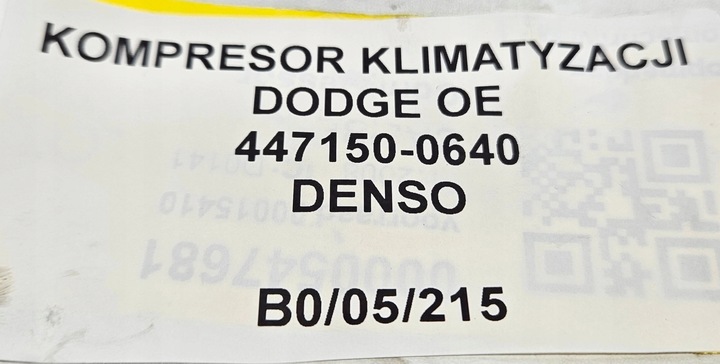 KOMPRESOR KLIMATYZACJI
DODGE OE
447150-0640
DENSO
B0/05/215